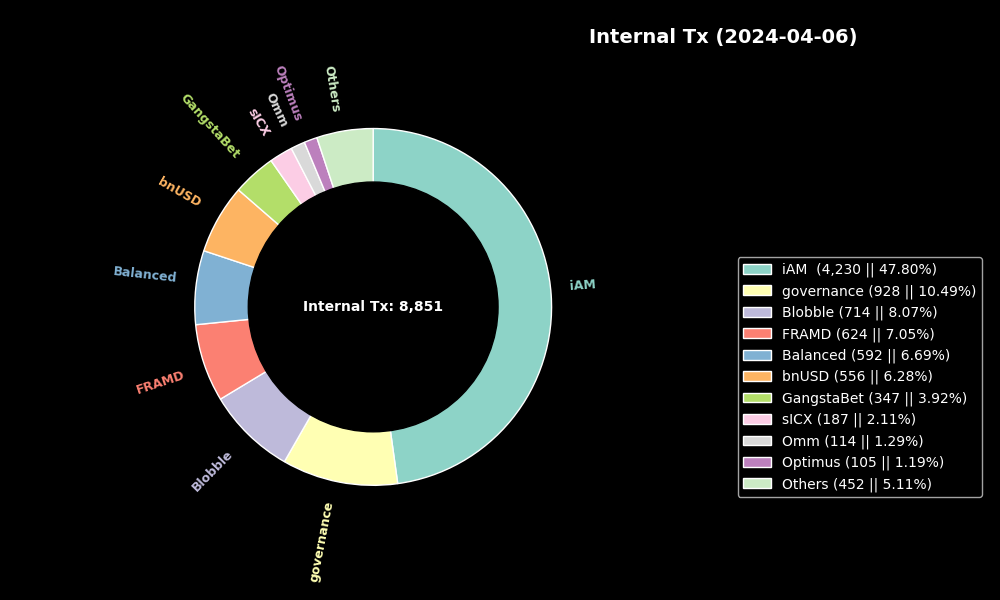 Internal Tx (2024-04-06)
Others
Optimus
Omm
sICX
GangstaBet
bnUSD
Balanced
FRAMD
Blobble
governance
iAM
Internal Tx: 8,851
iAM  (4,230 || 47.80%)
governance (928 || 10.49%)
Blobble (714 || 8.07%)
FRAMD (624 || 7.05%)
Balanced (592 || 6.69%)
bnUSD (556 || 6.28%)
GangstaBet (347 || 3.92%)
sICX (187 || 2.11%)
Omm (114 || 1.29%)
Optimus (105 || 1.19%)
Others (452 || 5.11%)